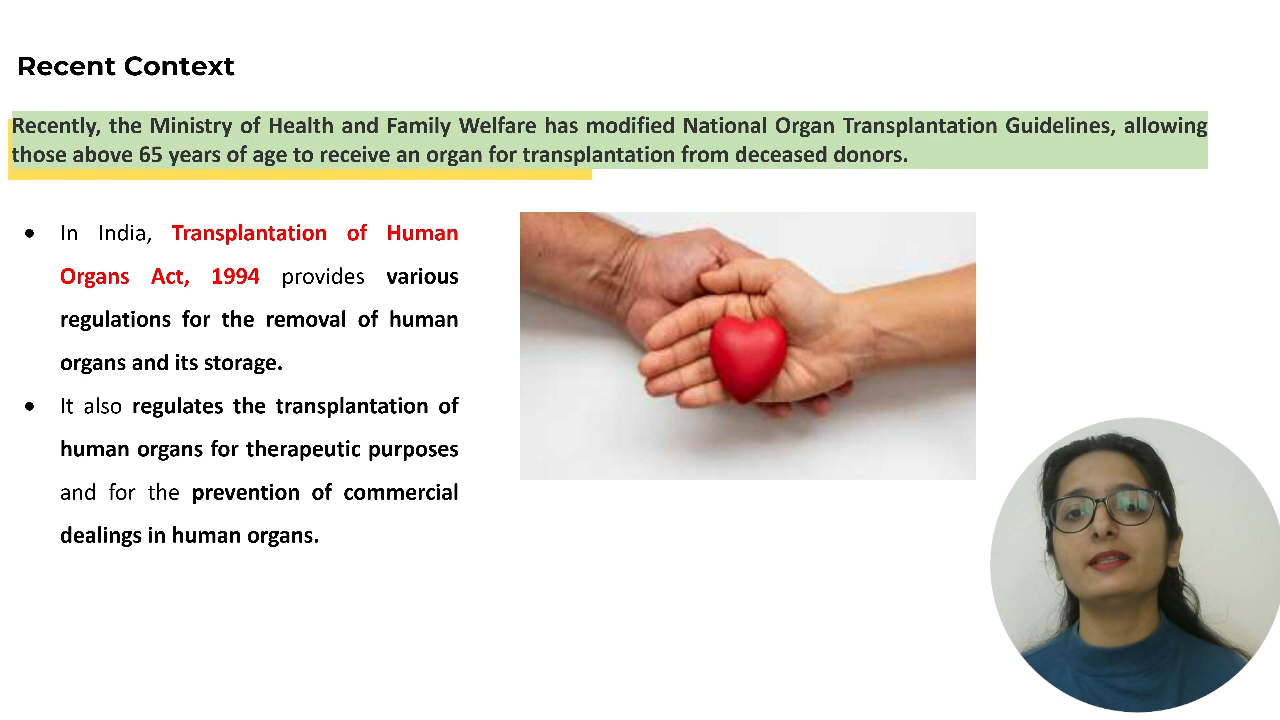 Recent Context
Recently, the Ministry of Health and Family Welfare has modified National Organ Transplantation Guidelines, allowing
those above 65 years of age to receive an organ for transplantation from deceased donors.
• In India, Transplantation of Human
Organs Act, 1994 provides various
regulations for the removal of human
organs and its storage.
• It also regulates the transplantation of
human organs for therapeutic purposes
and for the prevention of commercial
dealings in human organs.